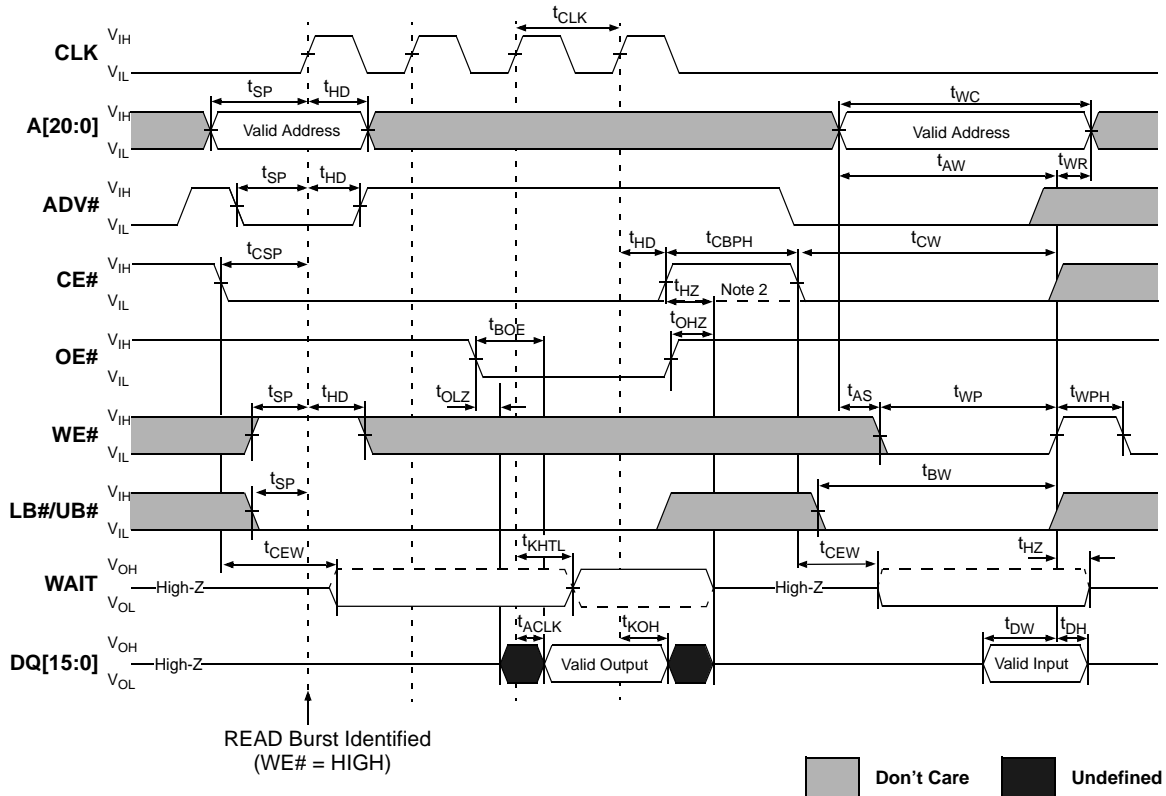 tCLK
CLK VIH
VIL
tSP tHD tWC
A[20:0] VIH
VIL
Valid Address Valid Address
tAW tWR
tSP tHD
ADV# VIH
VIL
tHD tCBPH tCW
tCSP
CE# VIH
VIL
tHZ Note 2
tBOE tOHZ
OE# VIH
VIL
tOLZ
tSP tHD tAS tWP tWPH
WE# VIH
VIL
tSP tBW
LB#/UB# VIH
VIL
tCEW tKHTL tCEW tHZ
WAIT VOH
VOL
High-Z High-Z
tACLK tKOH tDW tDH
DQ[15:0] VOH
VOL
High-Z Valid Output Valid Input
READ Burst Identified
(WE# = HIGH)
Don't Care Undefined